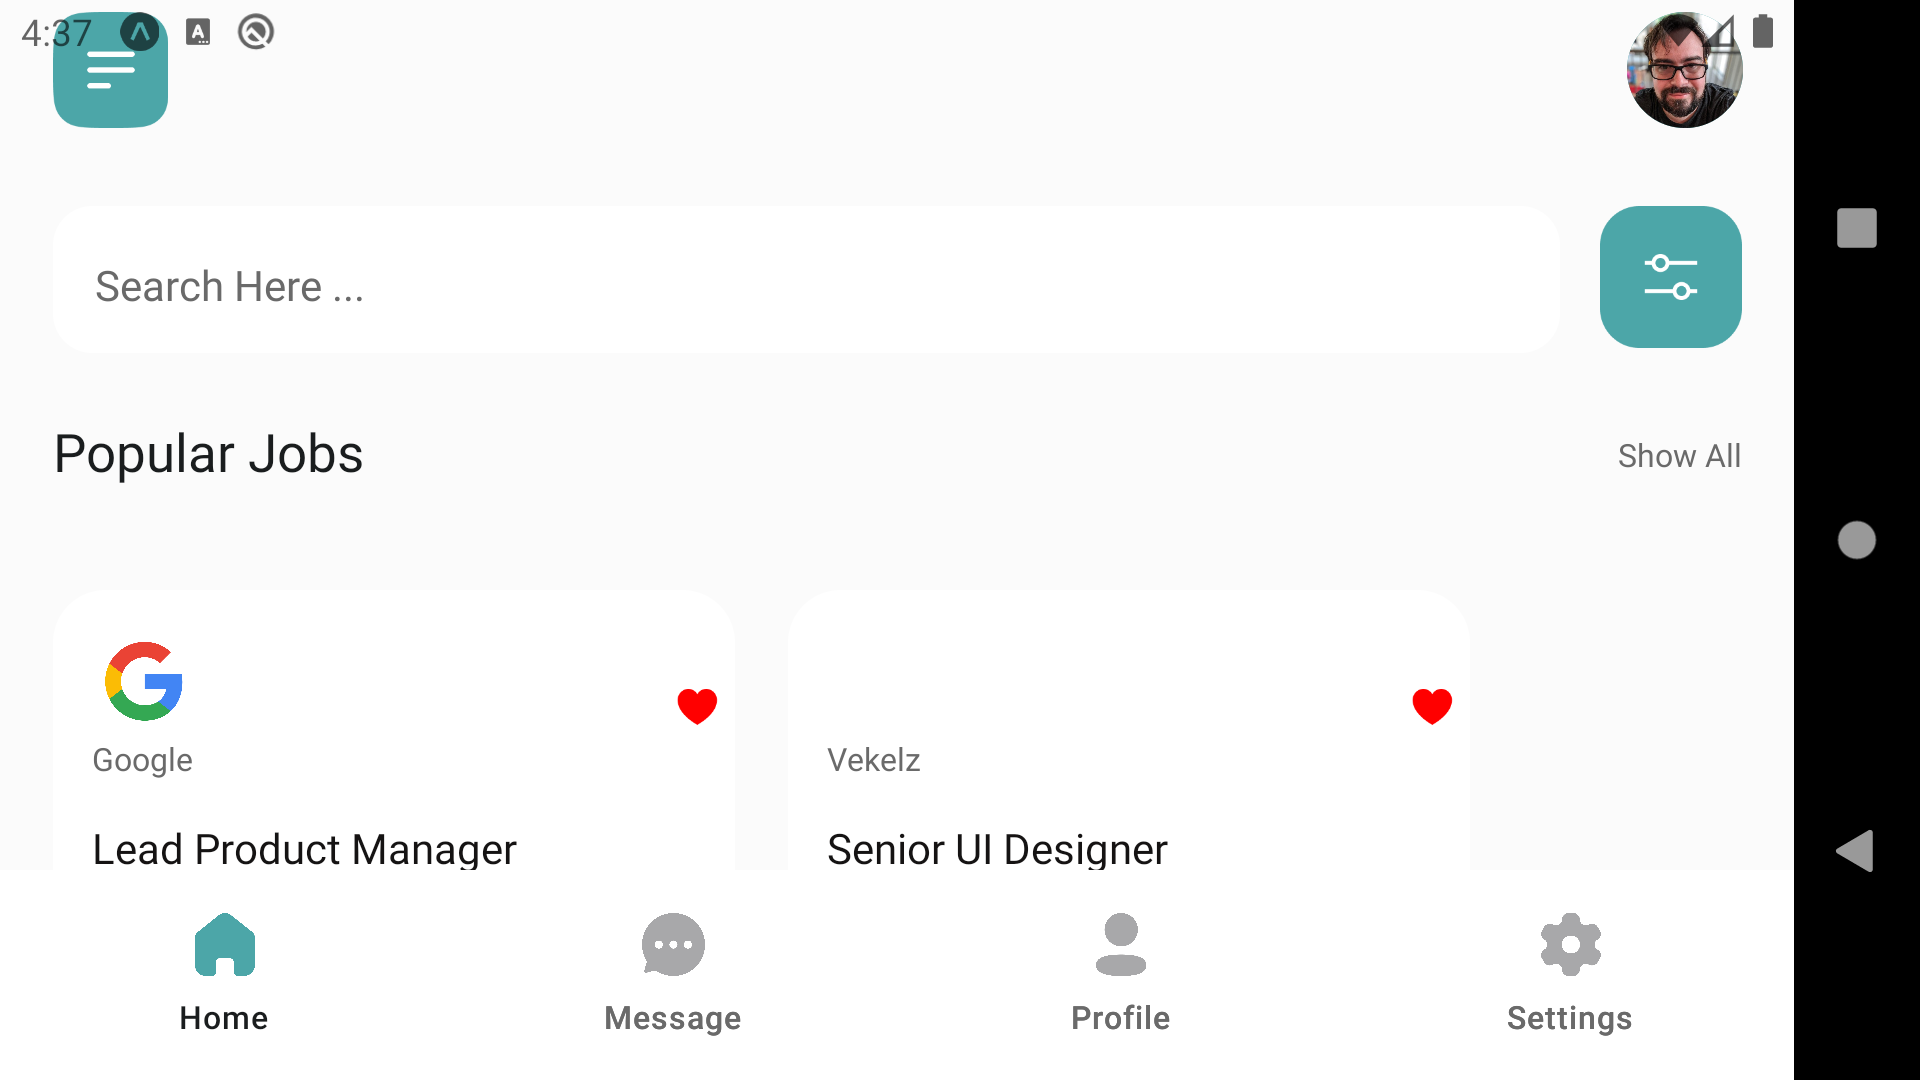 4:37
A
Search Here ...
Popular Jobs
Show All
Google
Vekelz
Lead Product Manager
Senior UI Designer
Home
Message
Profile
Settings